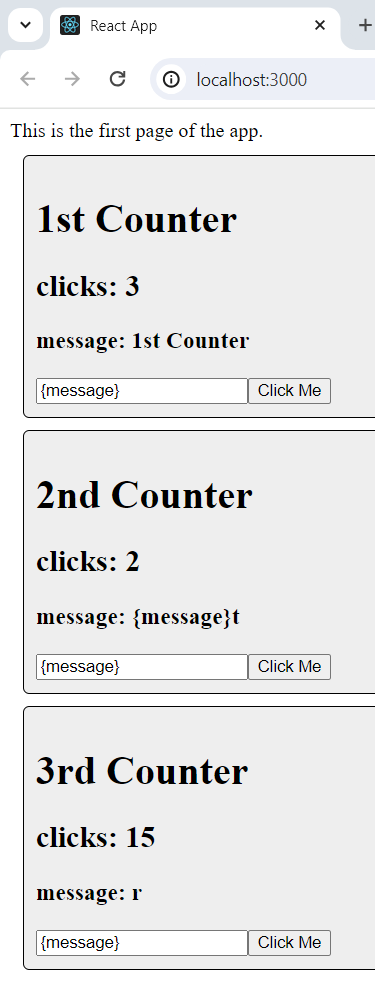 React App
localhost:3000
This is the first page of the app.
1st Counter
clicks: 3
message: 1st Counter
{message} Click Me
2nd Counter
clicks: 2
message: {message}t
{message} Click Me
3rd Counter
clicks: 15
message: r
{message} Click Me